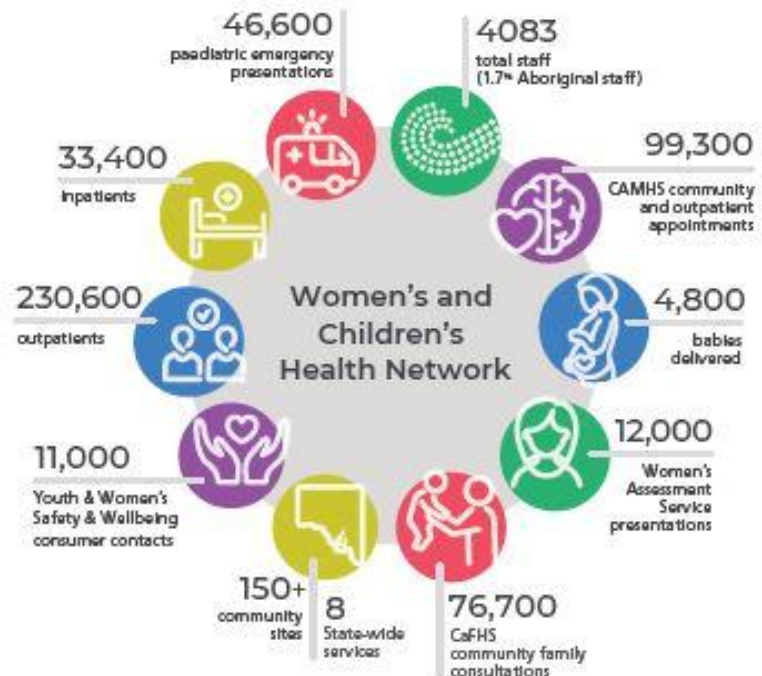 46,600
paediatric emergency
presentations
4083
total staff
(1.7% Aboriginal staff)
33,400
Inpatients
99,300
CAMHS community
and outpatient
appointments
230,600
outpatients
Women's and
Children's
Health Network
4,800
babies
delivered
11,000
Youth & Women's
Safety & Wellbeing
consumer contacts
12,000
Women's
Assessment
Service
presentations
150+
community
sites
8
State-wide
services
76,700
CaFHS
community family
consultations